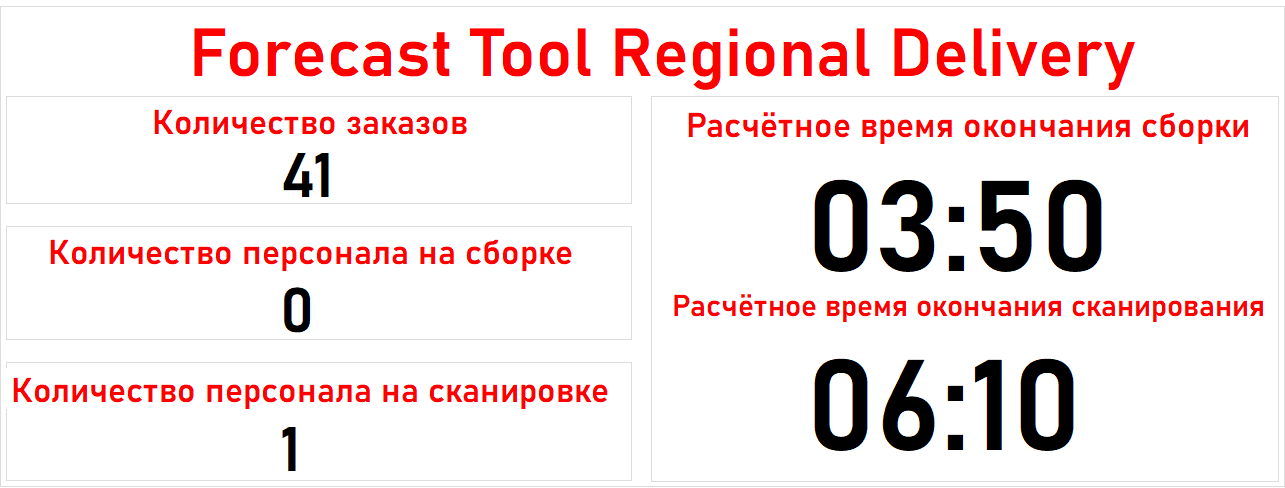 Forecast Tool Regional Delivery
Количество заказов
41
Количество персонала на сборке
0
Количество персонала на сканировке
1
Расчётное время окончания сборки
03:50
Расчётное время окончания сканирования
06:10